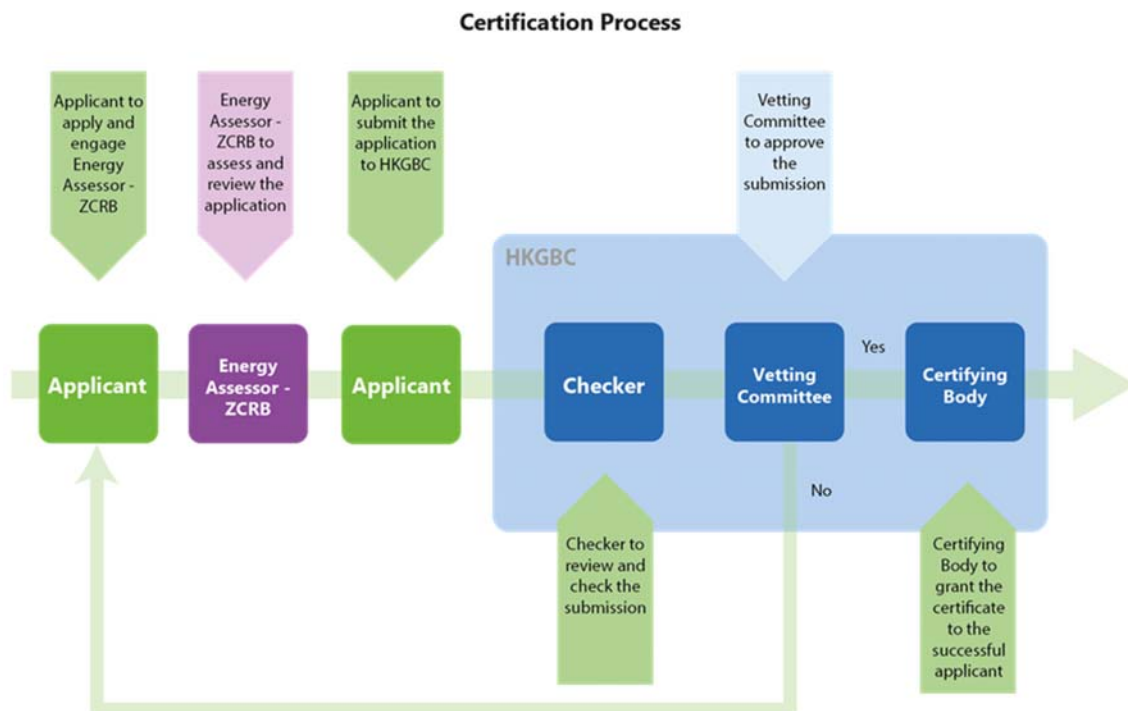 Certification Process
Applicant to
apply and
engage
Energy
Assessor -
ZCRB
Energy
Assessor -
ZCRB to
assess and
review the
application
Applicant to
submit the
application
to HKGBC
Vetting
Committee
to approve
the
submission
HKGBC
Applicant
Energy
Assessor -
ZCRB
Applicant
Checker
Vetting
Committee
Yes
Certifying
Body
No
Checker to
review and
check the
submission
Certifying
Body to
grant the
certificate
to the
successful
applicant